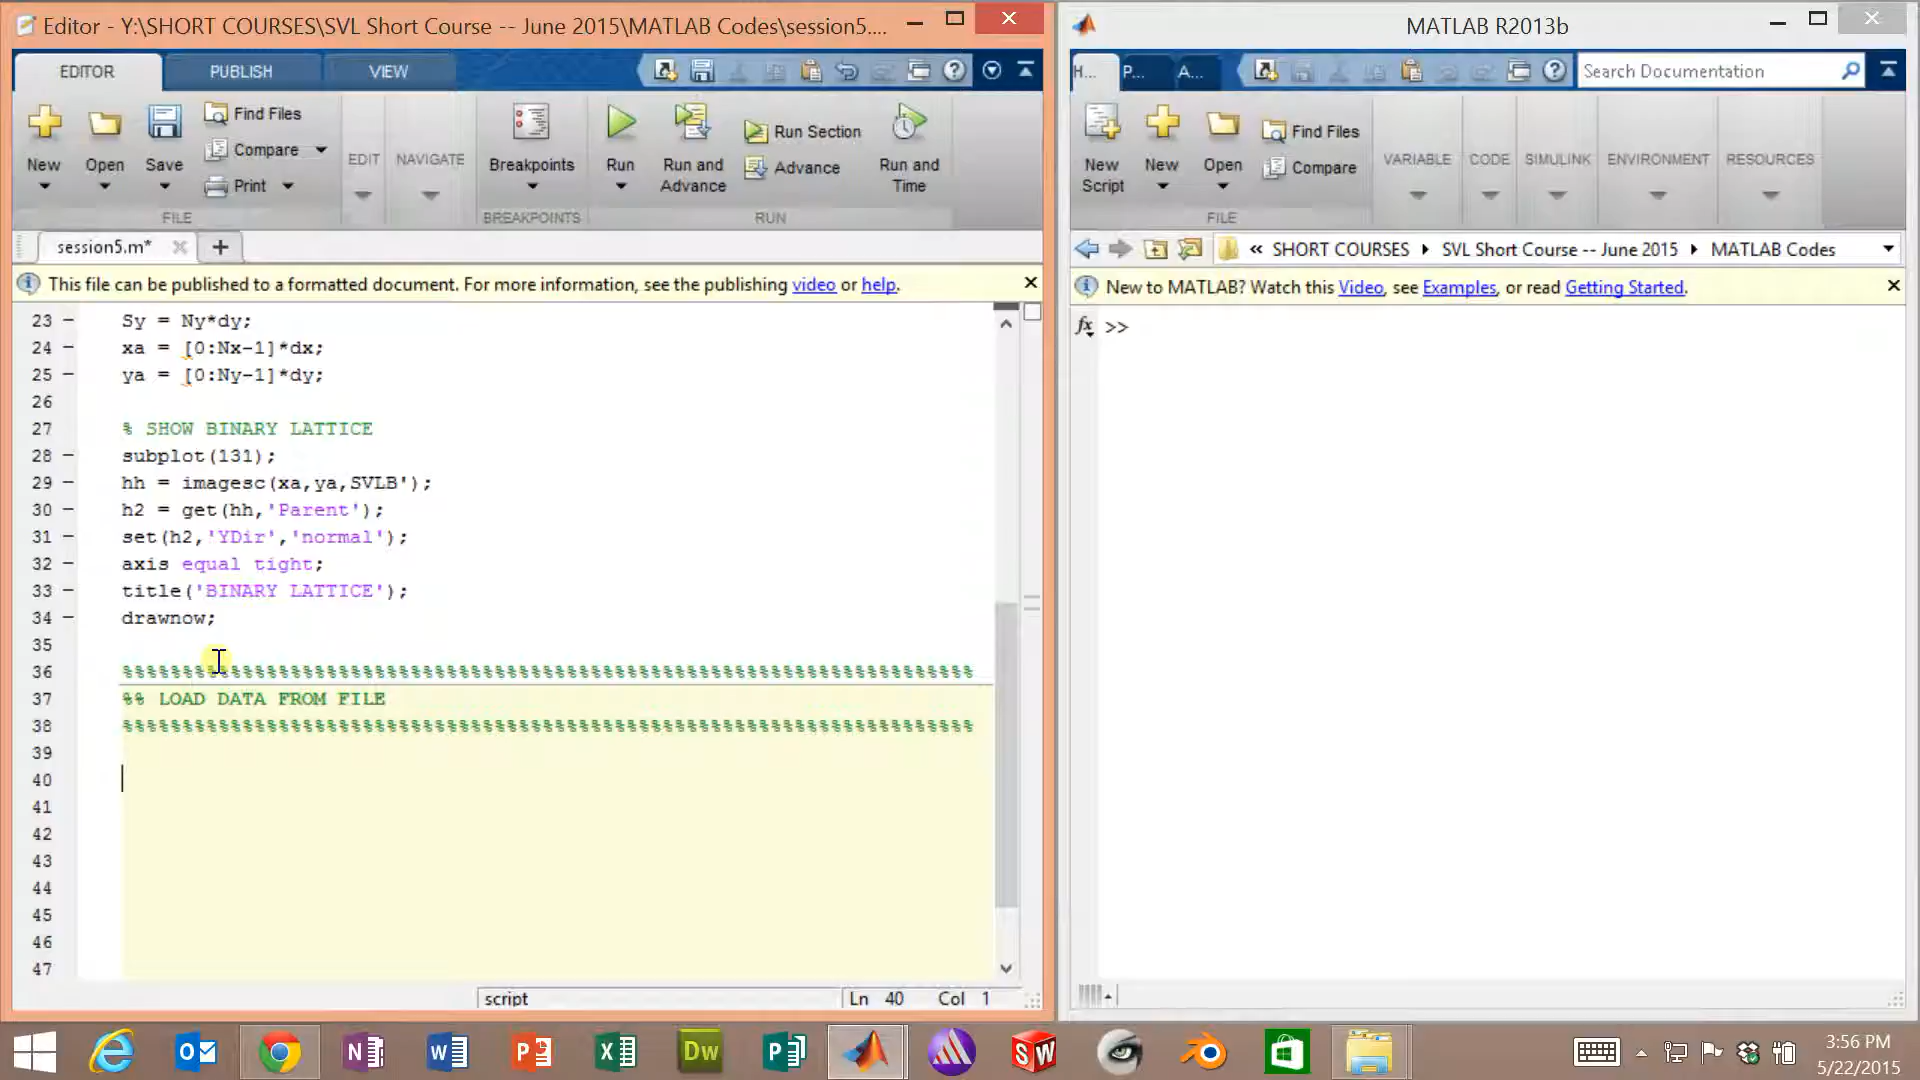 Editor - Y:\SHORT COURSES\SVL Short Course -- June 2015\MATLAB Codes\session5....
EDITOR
PUBLISH
VIEW
New
Open
Save
Find Files
Compare
Print
FILE
EDIT
NAVIGATE
Breakpoints
BREAKPOINTS
Run
Run and Advance
Run Section
Advance
Run and Time
RUN
session5.m*
This file can be published to a formatted document. For more information, see the publishing video or help.
23 – Sy = Ny*dy;
24 – xa = [0:Nx-1]*dx;
25 – ya = [0:Ny-1]*dy;
26
27 % SHOW BINARY LATTICE
28 – subplot(131);
29 – hh = imagesc(xa,ya,SVLB');
30 – h2 = get(hh,'Parent');
31 – set(h2,'YDir','normal');
32 – axis equal tight;
33 – title('BINARY LATTICE');
34 – drawnow;
35
36 %%%%%%%%%%%%%%%%%%%%%%%%%%%%%%%%%%%%%%%%%%%%%%%%%%%%%%%%%%%%%%%%%%%%%%%
37 %% LOAD DATA FROM FILE
38 %%%%%%%%%%%%%%%%%%%%%%%%%%%%%%%%%%%%%%%%%%%%%%%%%%%%%%%%%%%%%%%%%%%%%%%
39
40
41
42
43
44
45
46
47
script
Ln 40 Col 1
MATLAB R2013b
H...
P...
A...
Search Documentation
New Script
New
Open
Find Files
Compare
FILE
VARIABLE
CODE
SIMULINK
ENVIRONMENT
RESOURCES
« SHORT COURSES ▸ SVL Short Course -- June 2015 ▸ MATLAB Codes
New to MATLAB? Watch this Video, see Examples, or read Getting Started.
fx >>
3:56 PM
5/22/2015